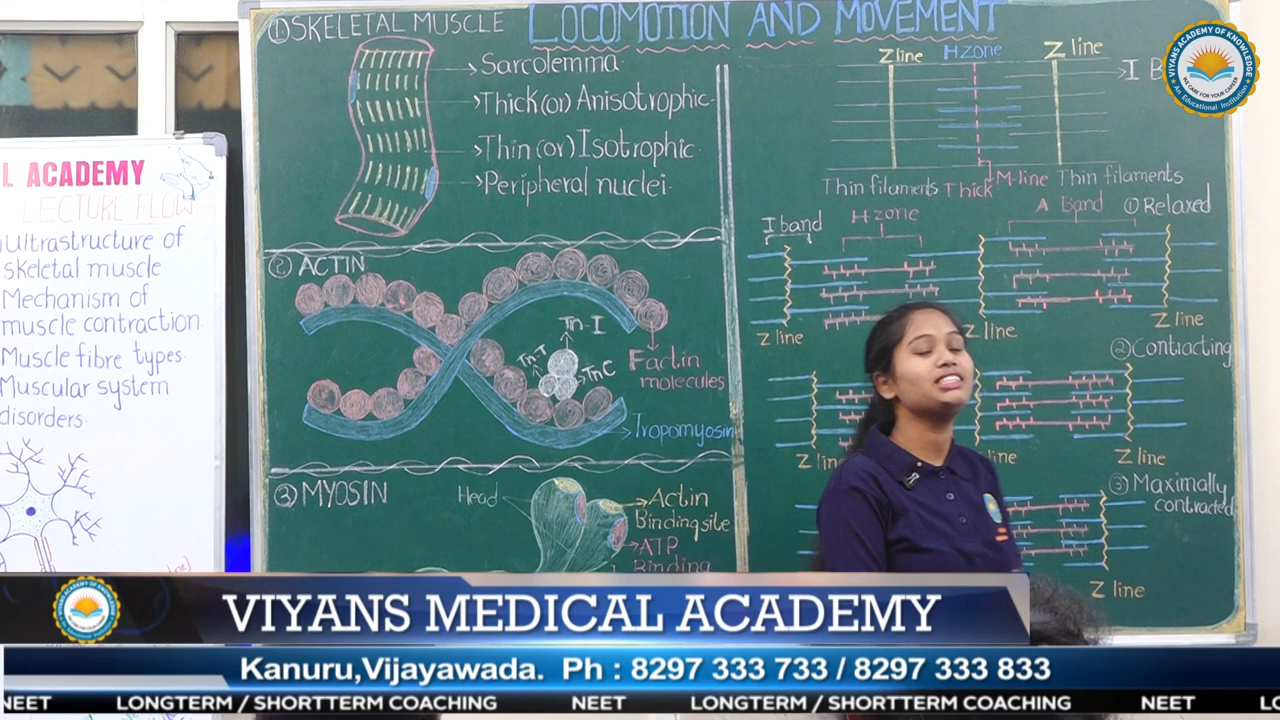 LOCOMOTION AND MOVEMENT
① SKELETAL MUSCLE
Sarcolemma
Thick (or) Anisotrophic
Thin (or) Isotrophic
Peripheral nuclei
② ACTIN
Tn-I
Tn-T
TnC
Factin
molecules
Tropomyosin
③ MYOSIN
Head
Actin
Binding site
ATP
Binding
Z line
H zone
Z line
I B
Thin filaments
Thick
M-line
Thin filaments
I band
H zone
A Band
① Relaxed
Z line
Z line
Z line
② Contracting
Z lin
line
Z line
③ Maximally
contracted
Z line
L ACADEMY
LECTURE FLOW
Ultrastructure of
skeletal muscle
Mechanism of
muscle contraction.
Muscle fibre types.
Muscular system
disorders.
VIYANS ACADEMY OF KNOWLEDGE
WE CARE FOR YOUR CAREER
An Educational Institution
VIYANS MEDICAL ACADEMY
Kanuru,Vijayawada. Ph : 8297 333 733 / 8297 333 833
NEET LONGTERM / SHORTTERM COACHING NEET LONGTERM / SHORTTERM COACHING NEET LO